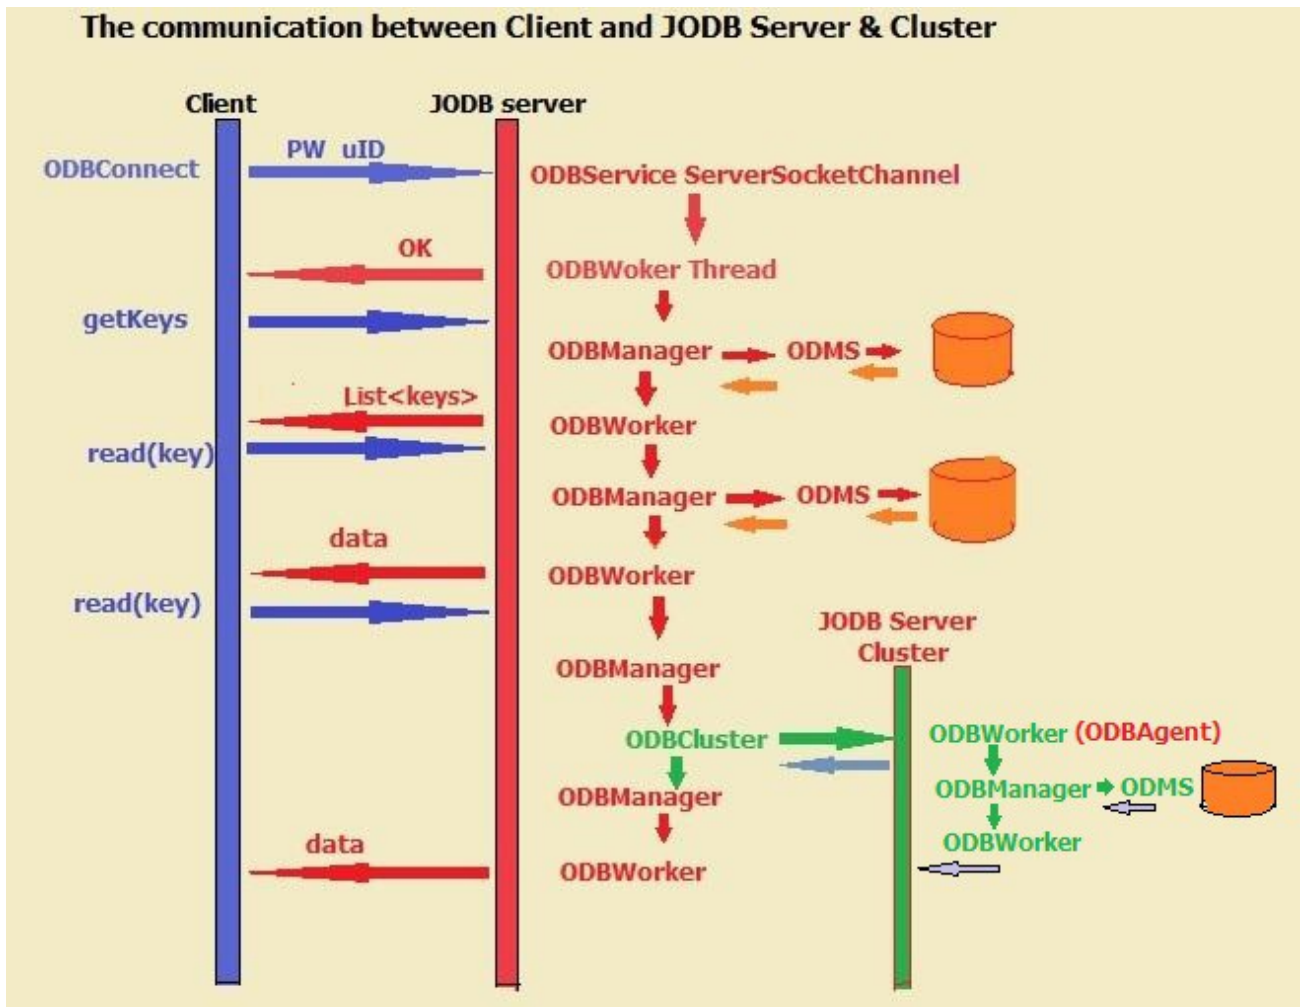 The communication between Client and JODB Server & Cluster
Client
JODB server
ODBConnect
PW uID
ODBService ServerSocketChannel
OK
ODBWoker Thread
getKeys
ODBManager
ODMS
List<keys>
ODBWorker
read(key)
ODBManager
ODMS
data
ODBWorker
read(key)
JODB Server
Cluster
ODBManager
ODBCluster
ODBWorker (ODBAgent)
ODBManager
ODMS
ODBManager
ODBWorker
data
ODBWorker